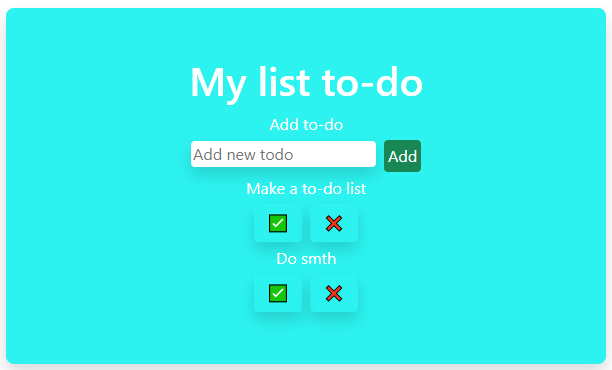 My list to-do
Add to-do
Add new todo Add
Make a to-do list
Do smth